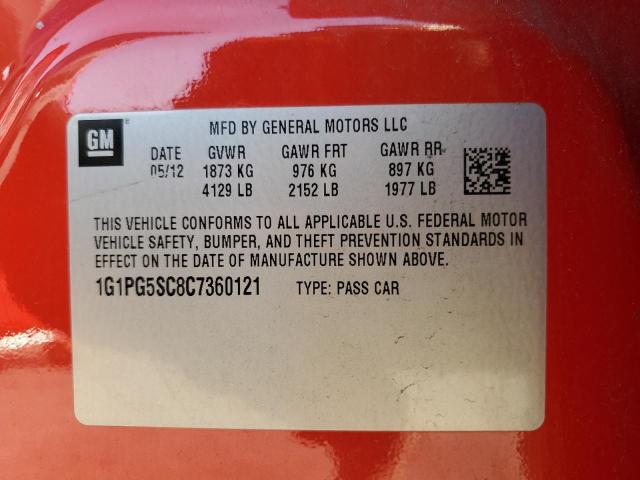 GM
MFD BY GENERAL MOTORS LLC
DATE GVWR GAWR FRT GAWR RR
05/12 1873 KG 976 KG 897 KG
4129 LB 2152 LB 1977 LB
THIS VEHICLE CONFORMS TO ALL APPLICABLE U.S. FEDERAL MOTOR
VEHICLE SAFETY, BUMPER, AND THEFT PREVENTION STANDARDS IN
EFFECT ON THE DATE OF MANUFACTURE SHOWN ABOVE.
1G1PG5SC8C7360121 TYPE: PASS CAR